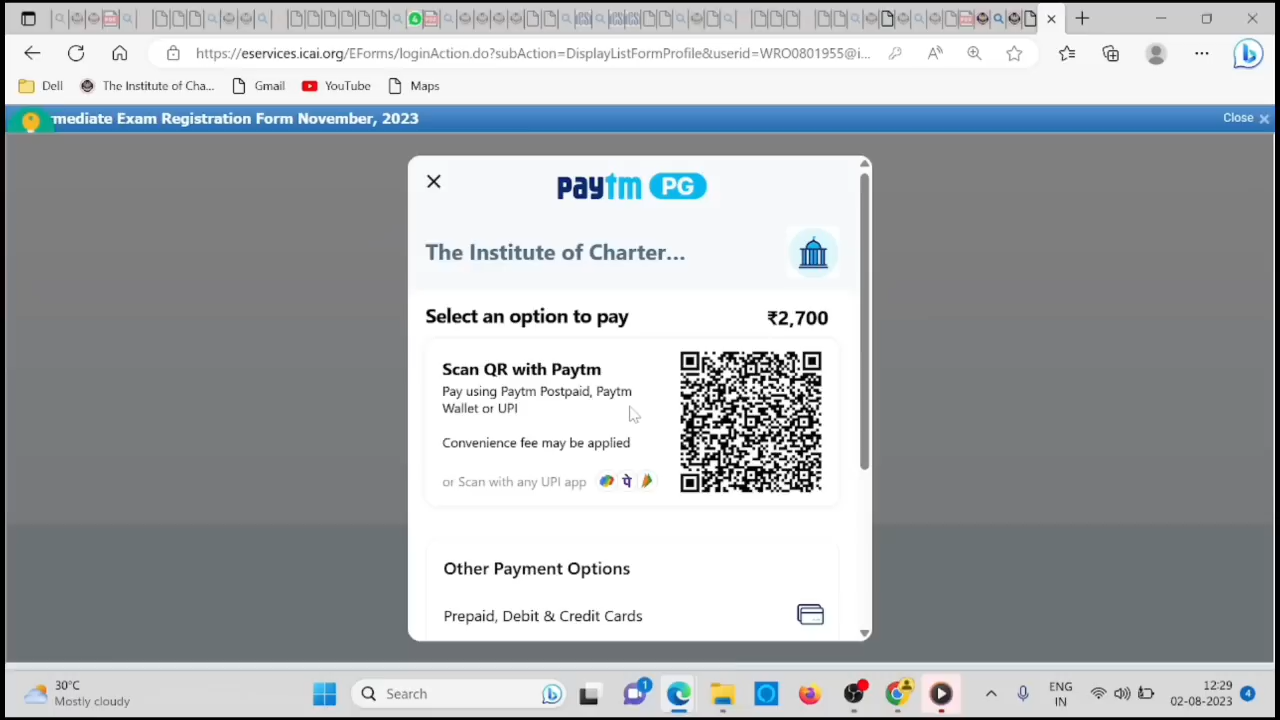 https://eservices.icai.org/EForms/loginAction.do?subAction=DisplayListFormProfile&userid=WRO0801955@i...
Dell
The Institute of Char...
Gmail
YouTube
Maps
mediate Exam Registration Form November, 2023
Close
paytm PG
The Institute of Charter...
Select an option to pay
₹2,700
Scan QR with Paytm
Pay using Paytm Postpaid, Paytm
Wallet or UPI
Convenience fee may be applied
or Scan with any UPI app
पे
Other Payment Options
Prepaid, Debit & Credit Cards
30°C
Mostly cloudy
Search
1
ENG
IN
12:29
02-08-2023
4